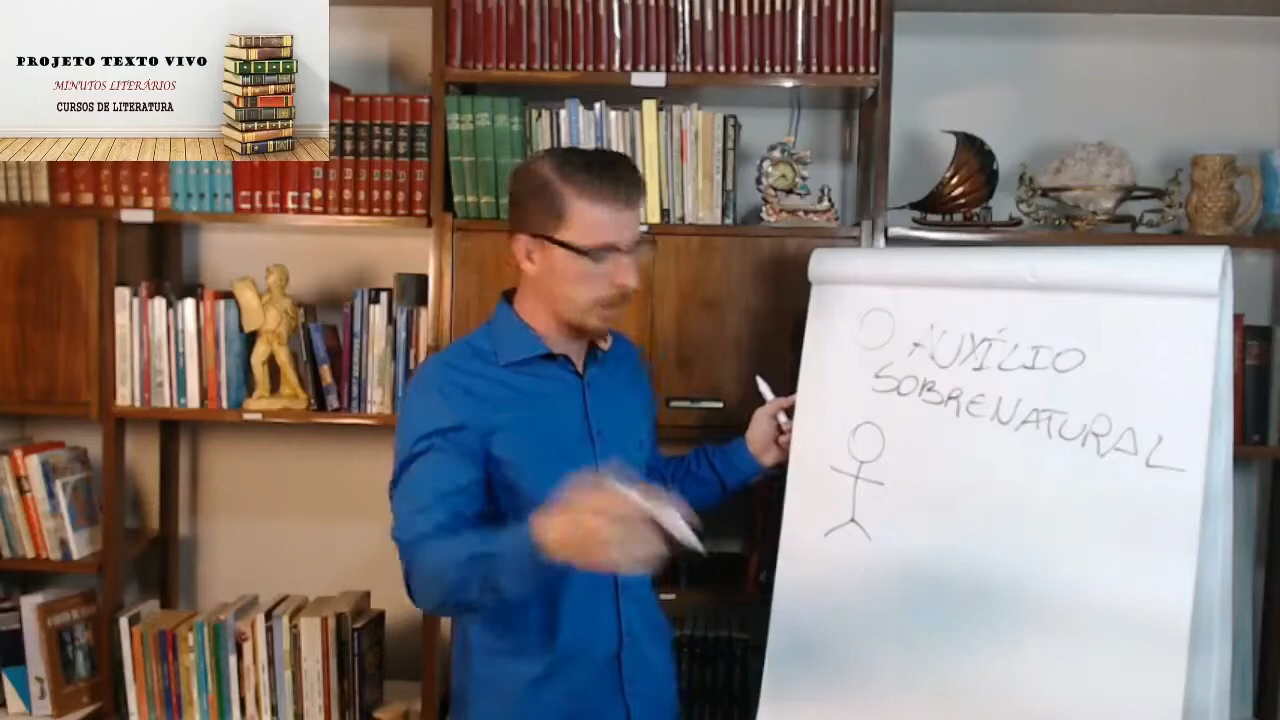 PROJETO TEXTO VIVO
MINUTOS LITERÁRIOS
CURSOS DE LITERATURA
AUXÍLIO
SOBRENATURAL